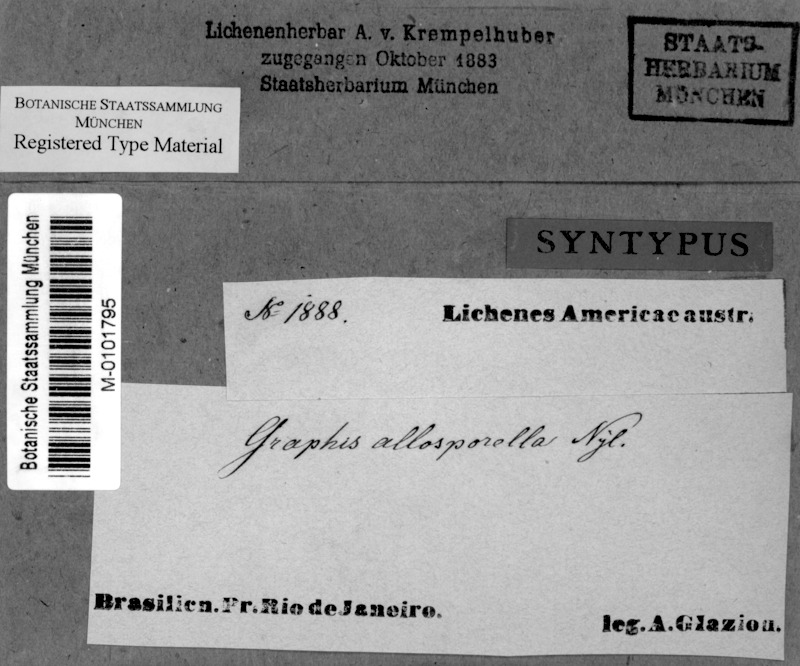 Lichenenherbar A. v. Krempelhuber
zugegangen Oktober 1883
Staatsherbarium München
STAATS-
HERBARIUM
MÜNCHEN
BOTANISCHE STAATSSAMMLUNG
MÜNCHEN
Registered Type Material
Botanische Staatssammlung München
M-0101795
SYNTYPUS
No 1888.
Lichenes Americae austr.
Graphis allosporella Nyl.
Brasilien. Pr. Rio de Janeiro.
leg. A. Glaziou.